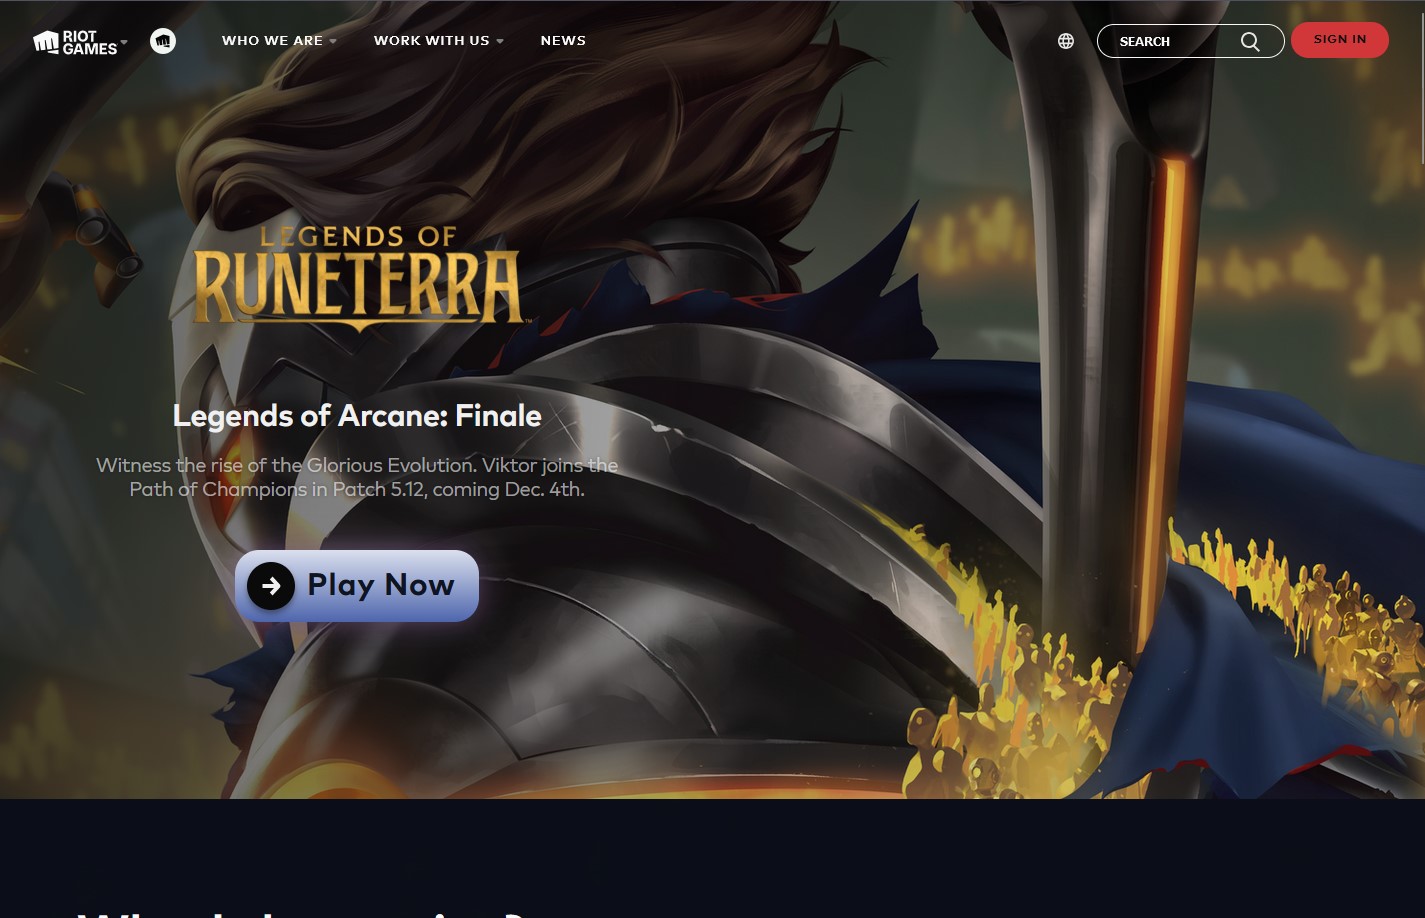 RIOT
GAMES
WHO WE ARE
WORK WITH US
NEWS
SEARCH
SIGN IN
LEGENDS OF
RUNETERRA™
Legends of Arcane: Finale
Witness the rise of the Glorious Evolution. Viktor joins the
Path of Champions in Patch 5.12, coming Dec. 4th.
Play Now